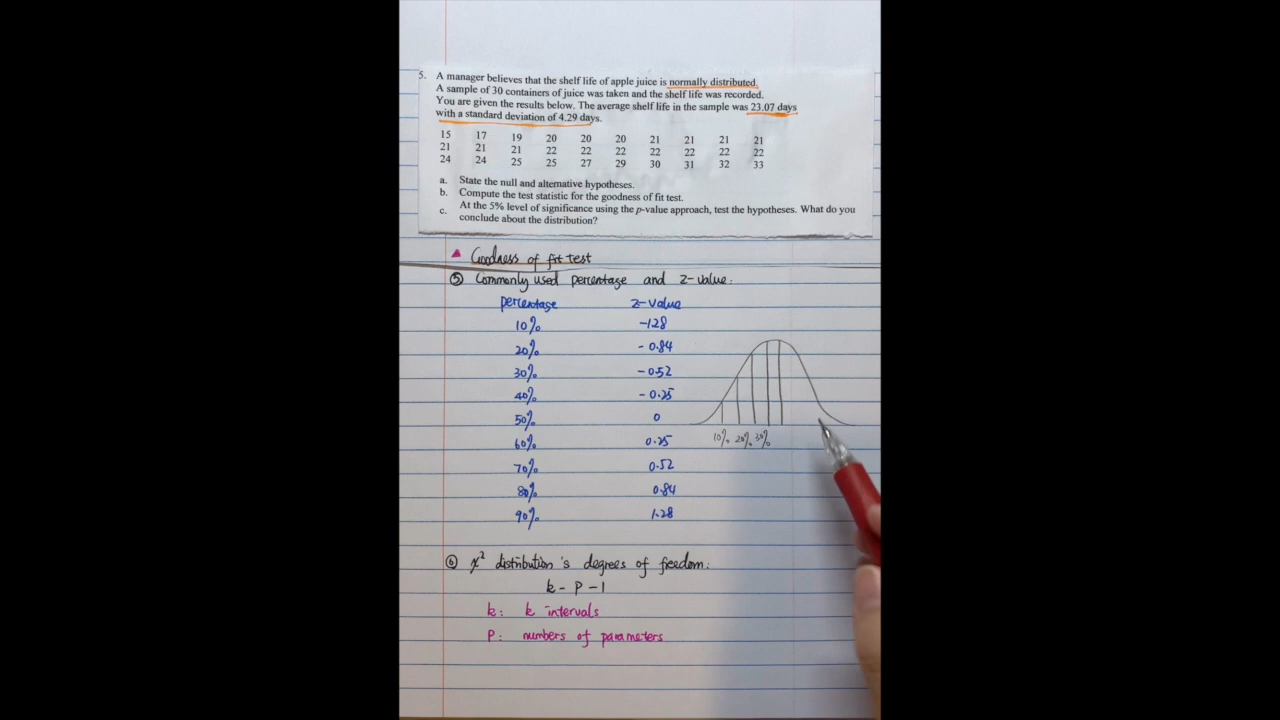 5. A manager believes that the shelf life of apple juice is normally distributed.
A sample of 30 containers of juice was taken and the shelf life was recorded.
You are given the results below. The average shelf life in the sample was 23.07 days
with a standard deviation of 4.29 days.
15 17 19 20 20 20 21 21 21 21
21 21 21 22 22 22 22 22 22 22
24 24 25 25 27 29 30 31 32 33
a. State the null and alternative hypotheses.
b. Compute the test statistic for the goodness of fit test.
c. At the 5% level of significance using the p-value approach, test the hypotheses. What do you
conclude about the distribution?
▲ Goodness of fit test
⑤ Commonly used percentage and z-value:
percentage z-value
10% -128
20% -0.84
30% -0.52
40% -0.25
50% 0
60% 0.25
70% 0.52
80% 0.84
90% 1.28
10% 20% 30%
⑥ χ² distribution's degrees of freedom:
k - P - 1
k: k intervals
P: numbers of parameters